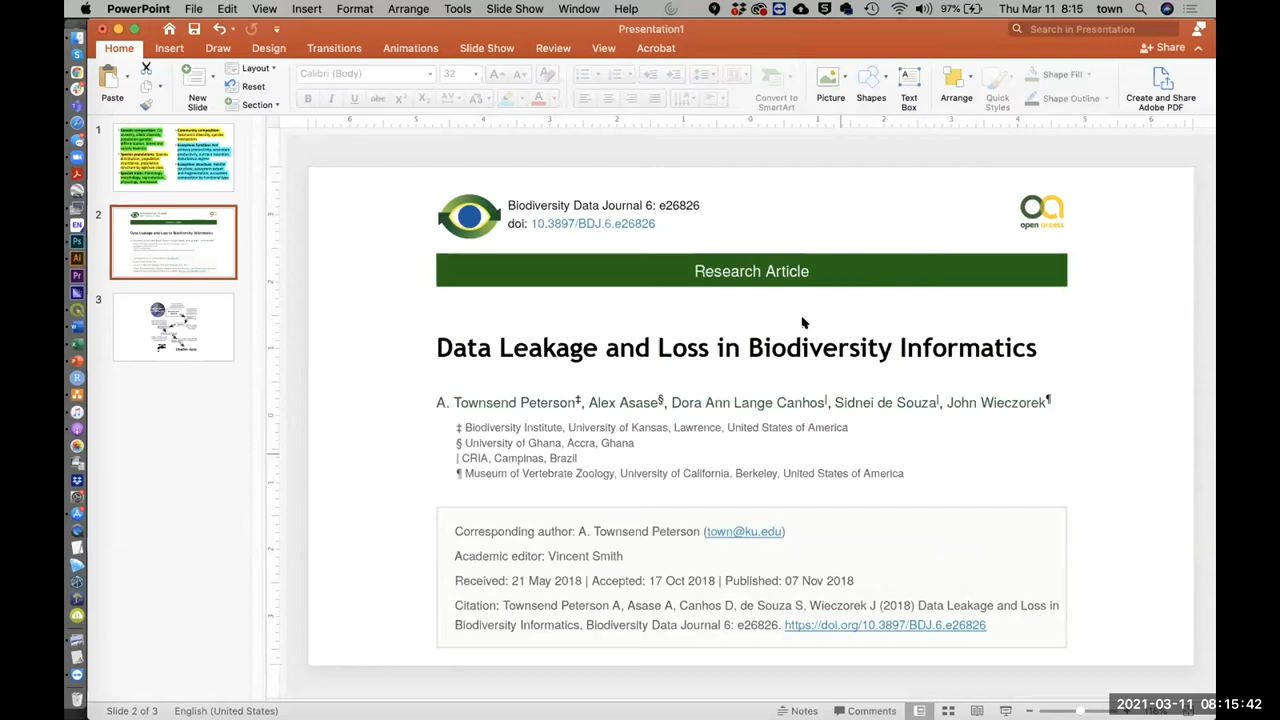 PowerPoint File Edit View Insert Format Arrange Tools Slide Show Window Help 97% Thu Mar 11 8:15 town
Presentation1
Search in Presentation
Home Insert Draw Design Transitions Animations Slide Show Review View Acrobat
Share
Paste
New Slide
Layout
Reset
Section
Calibri (Body) 32
Convert to SmartArt
Picture
Shapes
Text Box
Arrange
Quick Styles
Shape Fill
Shape Outline
Create and Share Adobe PDF
1
2
3
Biodiversity Data Journal 6: e26826
doi: 10.3897/BDJ.6.e26826
open access
Research Article
Data Leakage and Loss in Biodiversity Informatics
A. Townsend Peterson‡, Alex Asase§, Dora Ann Lange Canhos|, Sidnei de Souza|, John Wieczorek¶
‡ Biodiversity Institute, University of Kansas, Lawrence, United States of America
§ University of Ghana, Accra, Ghana
| CRIA, Campinas, Brazil
¶ Museum of Vertebrate Zoology, University of California, Berkeley, United States of America
Corresponding author: A. Townsend Peterson (town@ku.edu)
Academic editor: Vincent Smith
Received: 21 May 2018 | Accepted: 17 Oct 2018 | Published: 07 Nov 2018
Citation: Townsend Peterson A, Asase A, Canhos D, de Souza S, Wieczorek J (2018) Data Leakage and Loss in
Biodiversity Informatics. Biodiversity Data Journal 6: e26826. https://doi.org/10.3897/BDJ.6.e26826
Slide 2 of 3 English (United States)
Notes Comments
2021-03-11 08:15:42